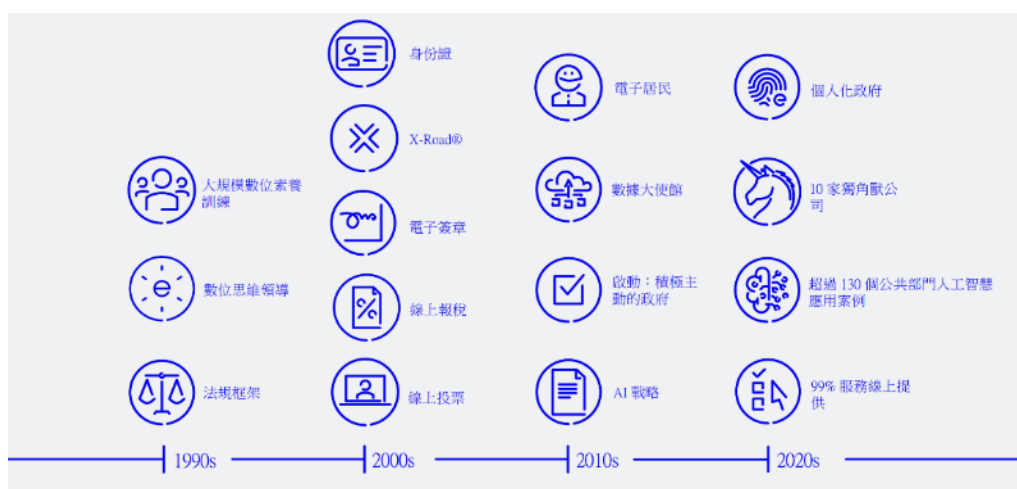 大規模數位素養
訓練
數位思維領導
法規框架
1990s
身份證
X-Road®
電子簽章
線上報稅
線上投票
2000s
電子居民
數據大使館
啟動：積極主
動的政府
AI 戰略
2010s
個人化政府
10 家獨角獸公
司
超過 130 個公共部門人工智慧
應用案例
99% 服務線上提
供
2020s